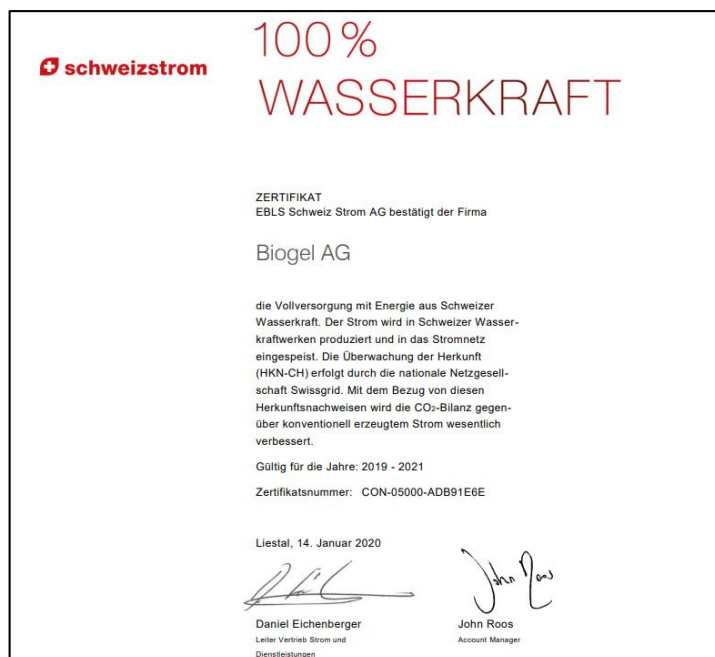 schweizstrom
100 %
WASSERKRAFT
ZERTIFIKAT
EBLS Schweiz Strom AG bestätigt der Firma
Biogel AG
die Vollversorgung mit Energie aus Schweizer
Wasserkraft. Der Strom wird in Schweizer Wasser-
kraftwerken produziert und in das Stromnetz
eingespeist. Die Überwachung der Herkunft
(HKN-CH) erfolgt durch die nationale Netzgesell-
schaft Swissgrid. Mit dem Bezug von diesen
Herkunftsnachweisen wird die CO₂-Bilanz gegen-
über konventionell erzeugtem Strom wesentlich
verbessert.
Gültig für die Jahre: 2019 - 2021
Zertifikatsnummer: CON-05000-ADB91E6E
Liestal, 14. Januar 2020
John Roos
Daniel Eichenberger
John Roos
Leiter Vertrieb Strom und
Account Manager
Dienstleistungen